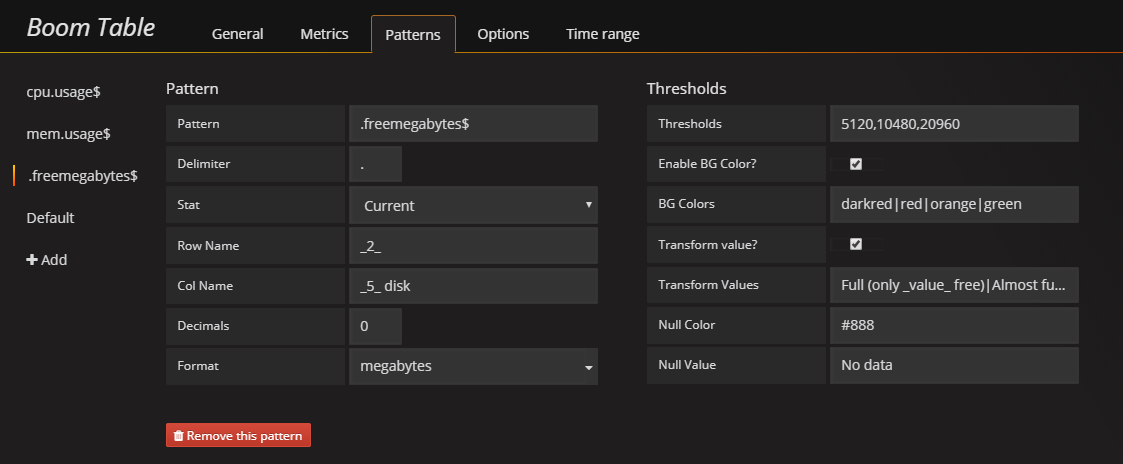 Boom Table
General
Metrics
Patterns
Options
Time range
cpu.usage$
mem.usage$
.freemegabytes$
Default
Add
Pattern
Pattern
.freemegabytes$
Delimiter
.
Stat
Current
Row Name
_2_
Col Name
_5_ disk
Decimals
0
Format
megabytes
Remove this pattern
Thresholds
Thresholds
5120,10480,20960
Enable BG Color?
BG Colors
darkred|red|orange|green
Transform value?
Transform Values
Full (only _value_ free)|Almost fu...
Null Color
#888
Null Value
No data